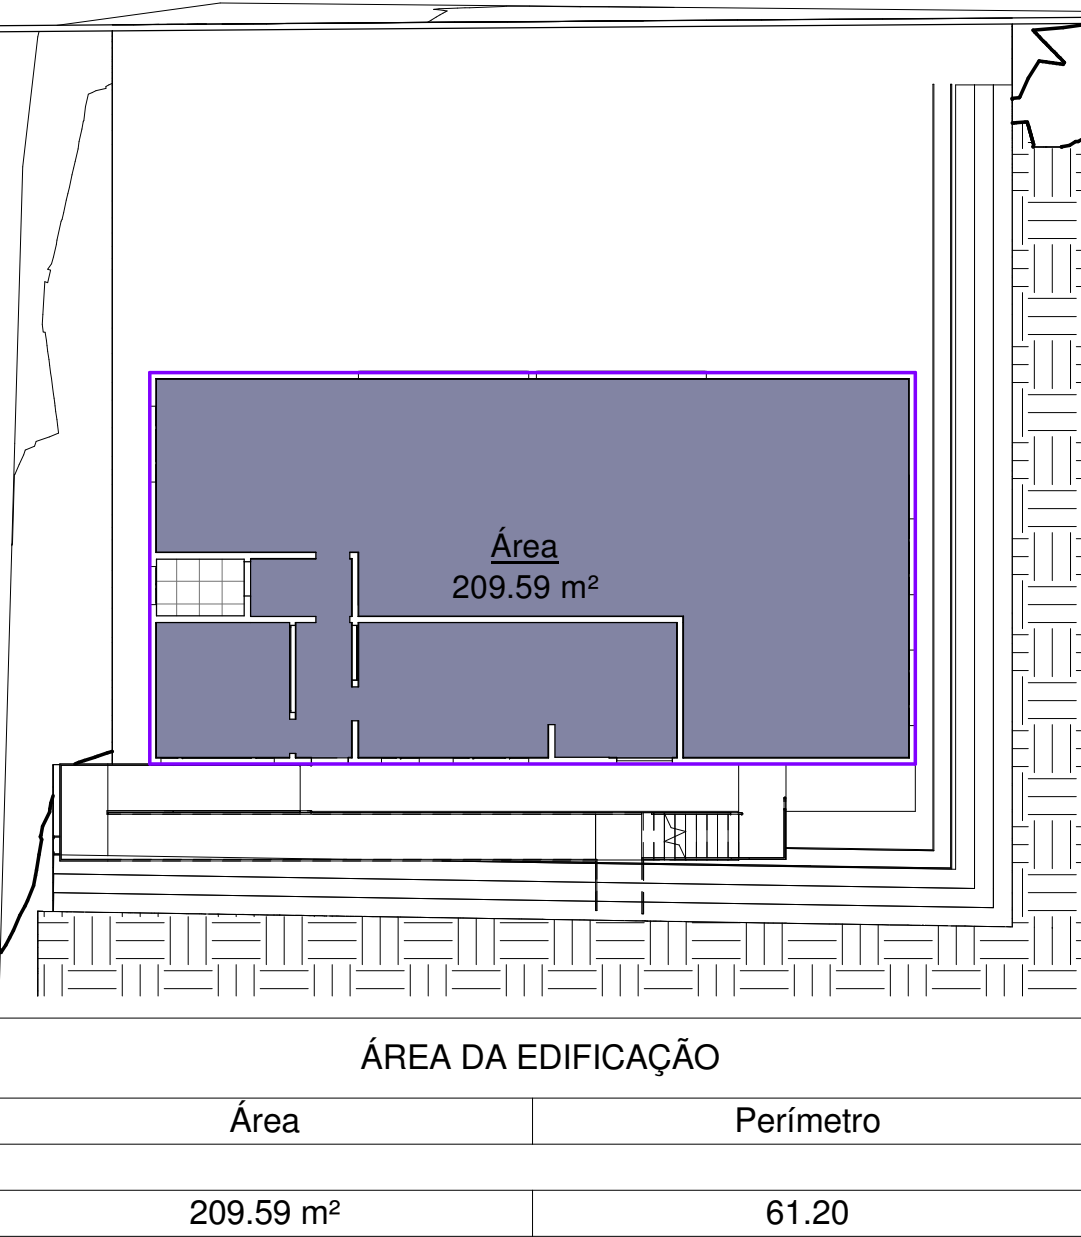 Área
209.59 m²
ÁREA DA EDIFICAÇÃO
Área Perímetro
209.59 m² 61.20